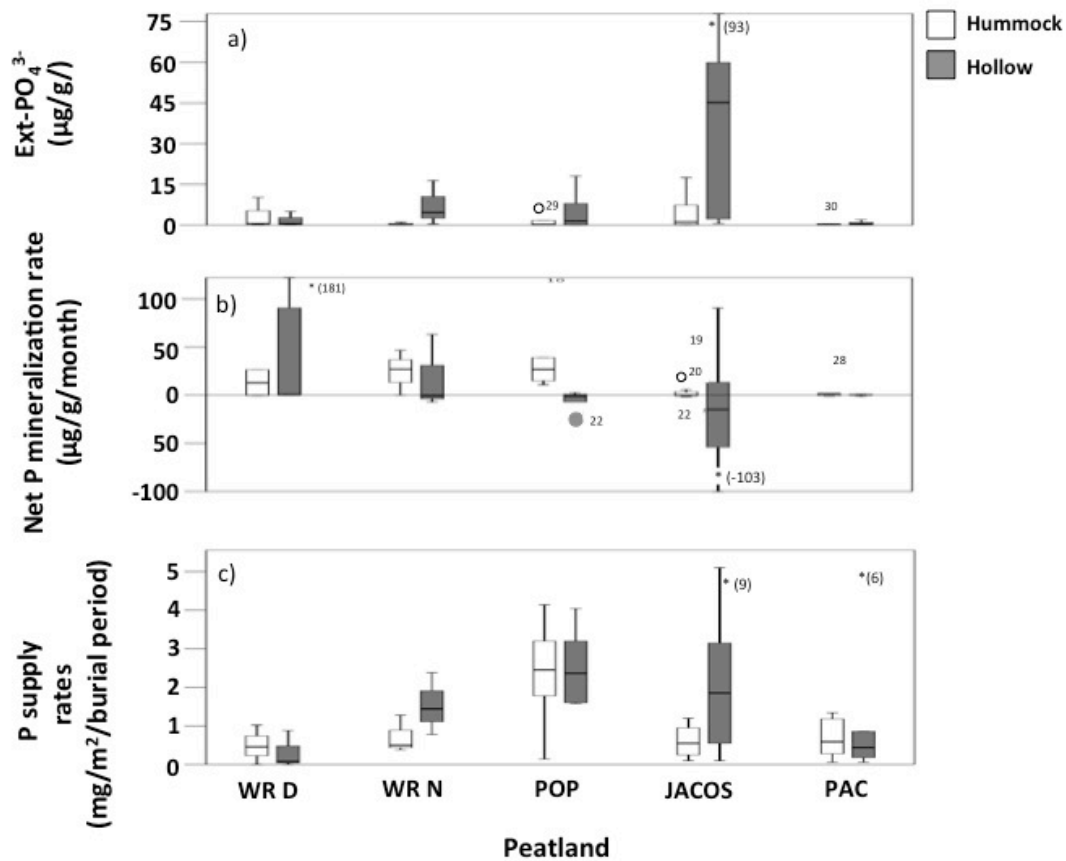 Hummock
Hollow
Ext-PO₄³⁻
(µg/g/)
75
60
45
30
15
0
a)
29
* (93)
30
Net P mineralization rate
(µg/g/month)
100
50
0
50
-100
b)
* (181)
22
19
20
22
* (-103)
28
P supply
rates
(mg/m²/burial period)
5
4
3
2
1
0
c)
*(9)
*(6)
WR D WR N POP JACOS PAC
Peatland